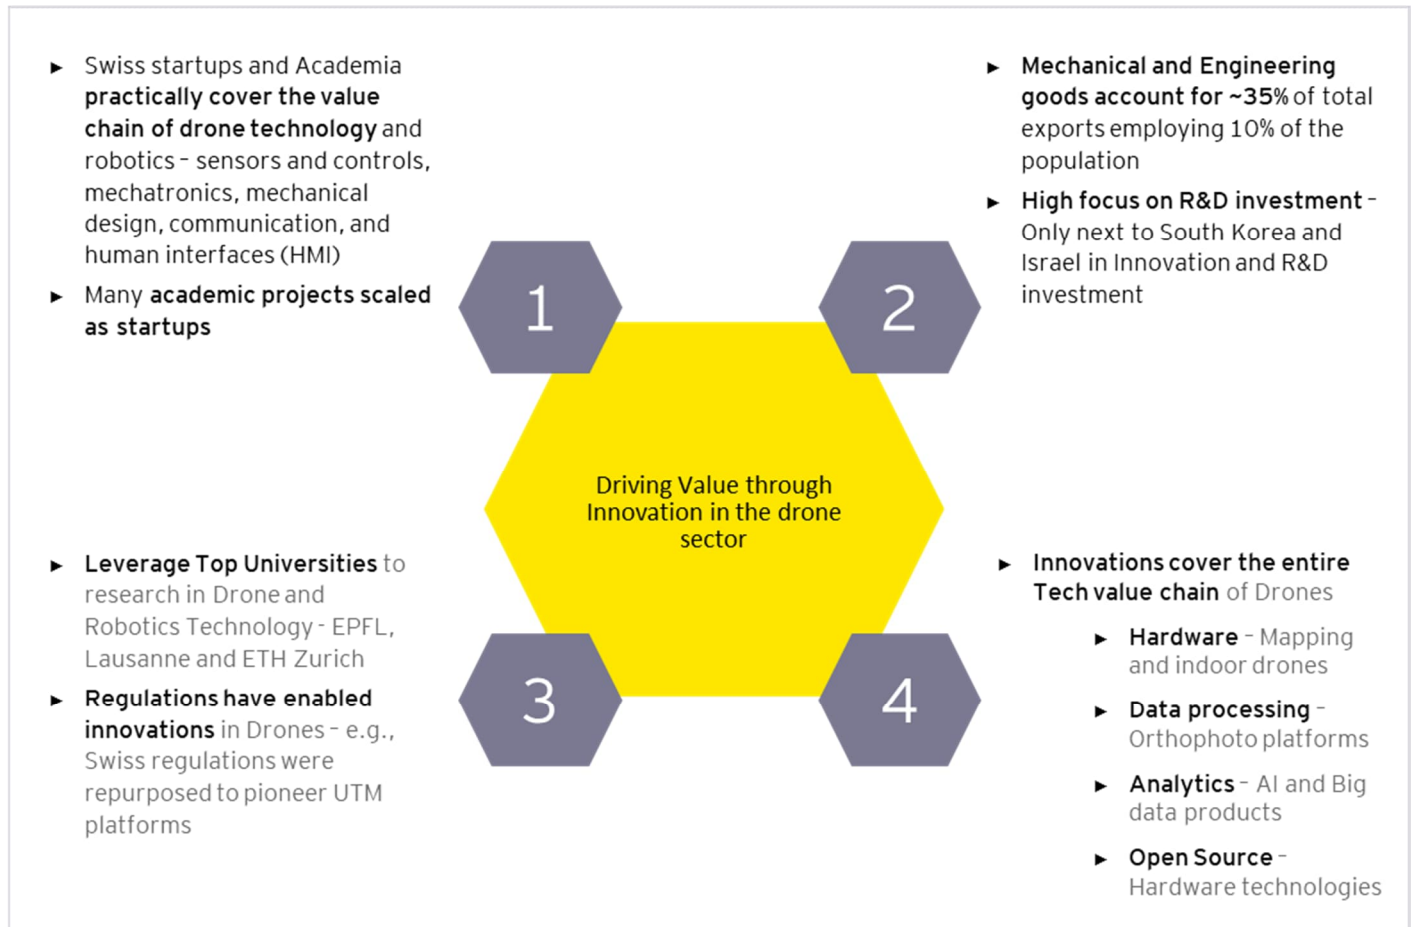 ► Swiss startups and Academia
practically cover the value
chain of drone technology and
robotics – sensors and controls,
mechatronics, mechanical
design, communication, and
human interfaces (HMI)
► Many academic projects scaled
as startups
1
► Mechanical and Engineering
goods account for ~35% of total
exports employing 10% of the
population
► High focus on R&D investment –
Only next to South Korea and
Israel in Innovation and R&D
investment
2
Driving Value through
Innovation in the drone
sector
► Leverage Top Universities to
research in Drone and
Robotics Technology - EPFL,
Lausanne and ETH Zurich
► Regulations have enabled
innovations in Drones – e.g.,
Swiss regulations were
repurposed to pioneer UTM
platforms
3
► Innovations cover the entire
Tech value chain of Drones
► Hardware – Mapping
and indoor drones
► Data processing –
Orthophoto platforms
► Analytics – AI and Big
data products
► Open Source –
Hardware technologies
4